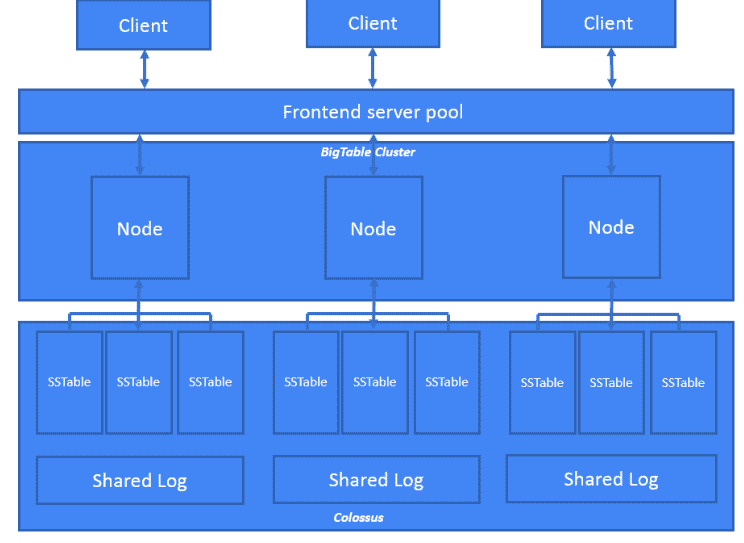 Client
Client
Client
Frontend server pool
BigTable Cluster
Node
Node
Node
SSTable
SSTable
SSTable
SSTable
SSTable
SSTable
SSTable
SSTable
SSTable
Shared Log
Shared Log
Shared Log
Colossus